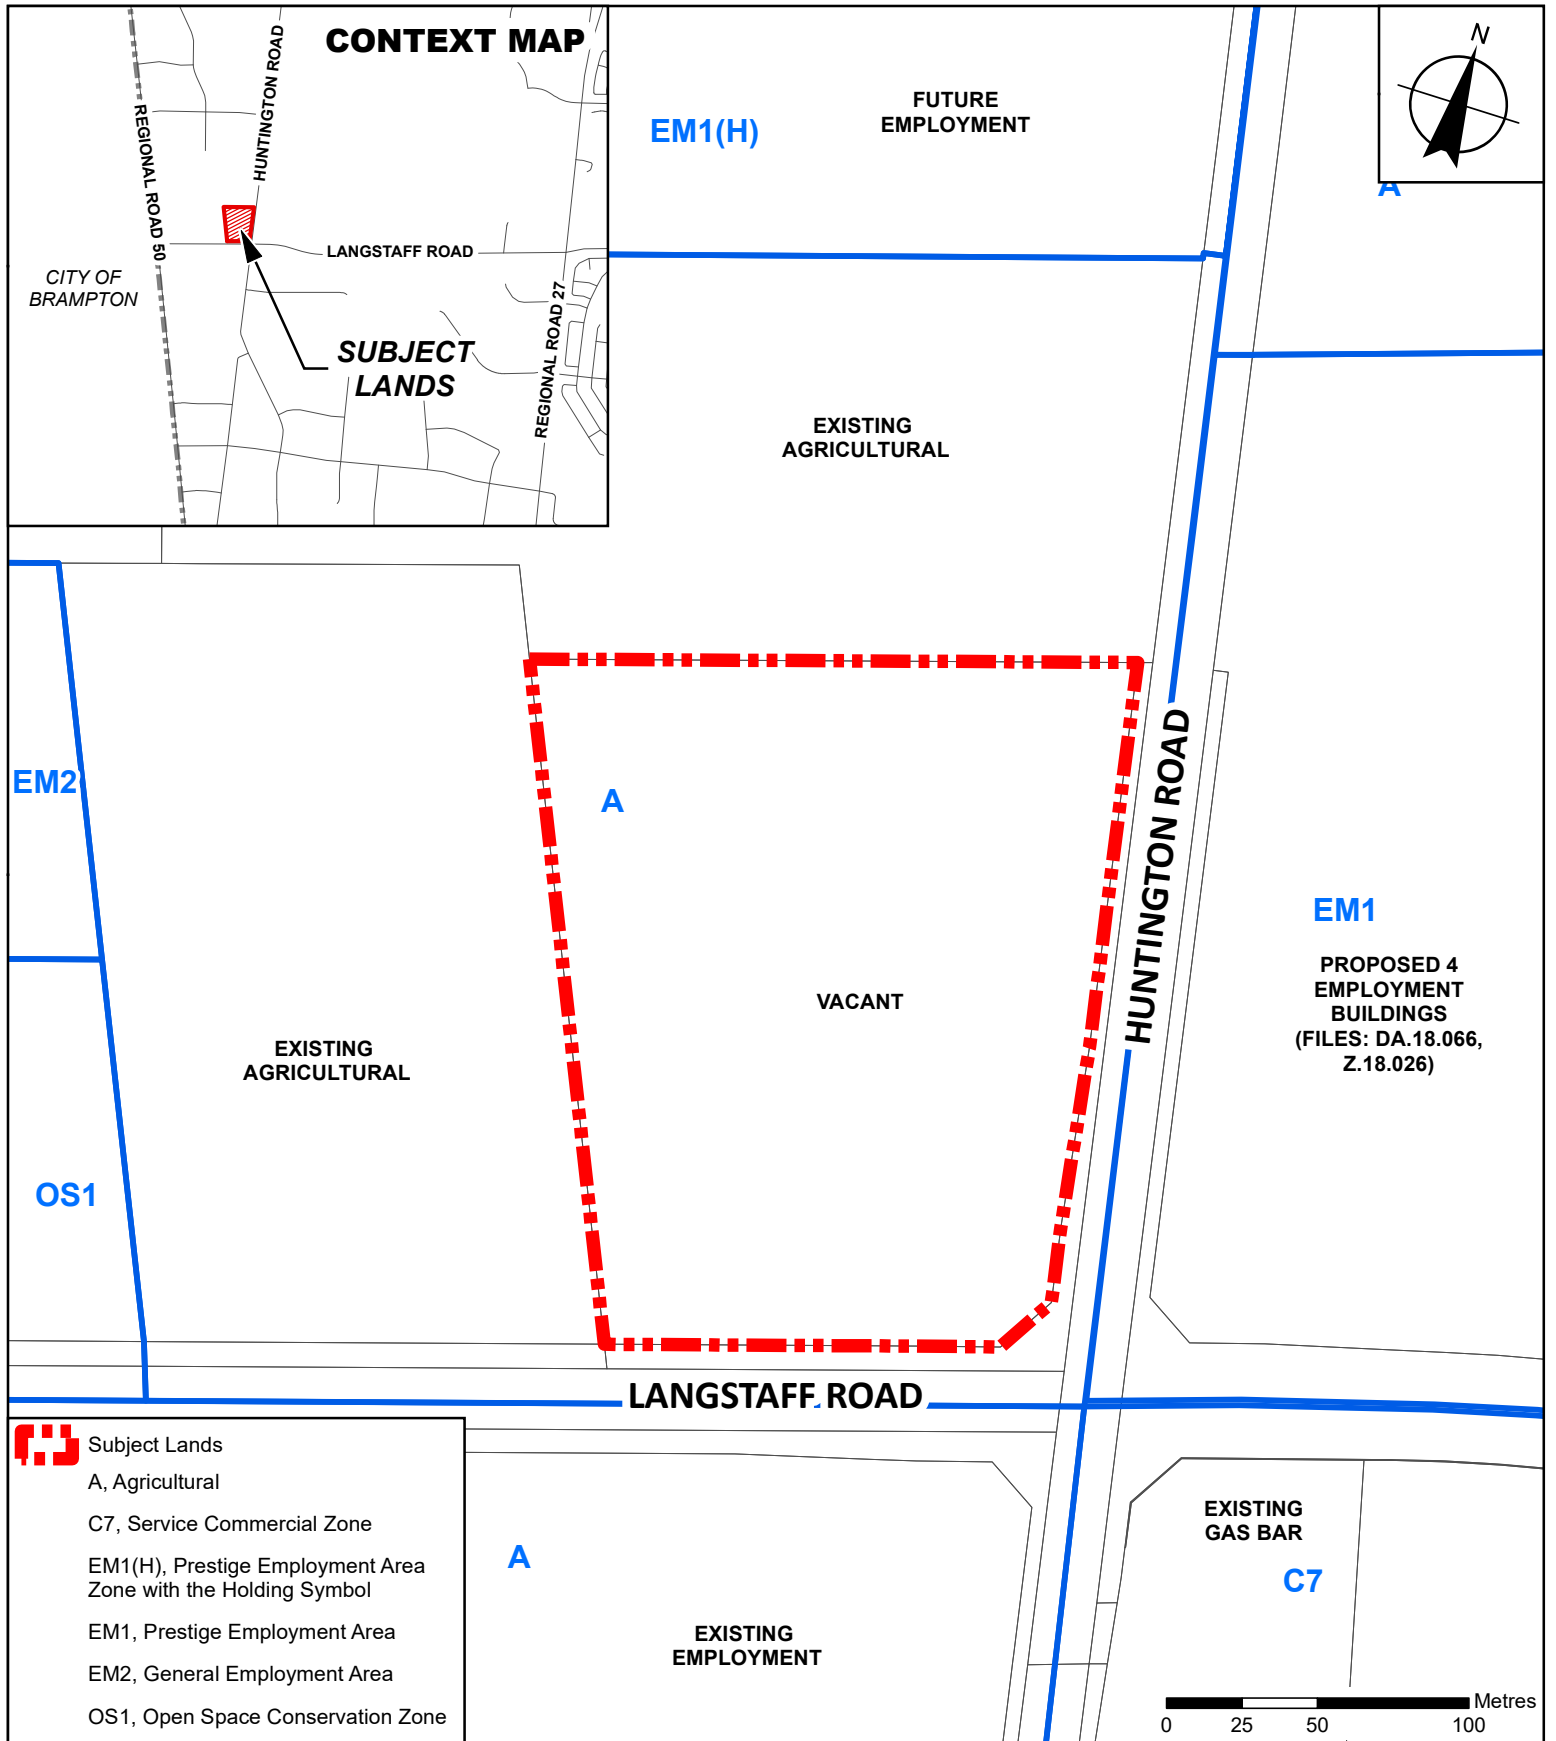 CONTEXT MAP
HUNTINGTON ROAD
REGIONAL ROAD 50
LANGSTAFF ROAD
CITY OF
BRAMPTON
REGIONAL ROAD 27
SUBJECT
LANDS
EM1(H)
FUTURE
EMPLOYMENT
N
A
EXISTING
AGRICULTURAL
HUNTINGTON ROAD
EM2
A
EM1
PROPOSED 4
EMPLOYMENT
BUILDINGS
(FILES: DA.18.066,
Z.18.026)
VACANT
EXISTING
AGRICULTURAL
OS1
LANGSTAFF ROAD
Subject Lands
A, Agricultural
C7, Service Commercial Zone
EM1(H), Prestige Employment Area
Zone with the Holding Symbol
EM1, Prestige Employment Area
EM2, General Employment Area
OS1, Open Space Conservation Zone
A
EXISTING
EMPLOYMENT
EXISTING
GAS BAR
C7
Metres
0 25 50 100